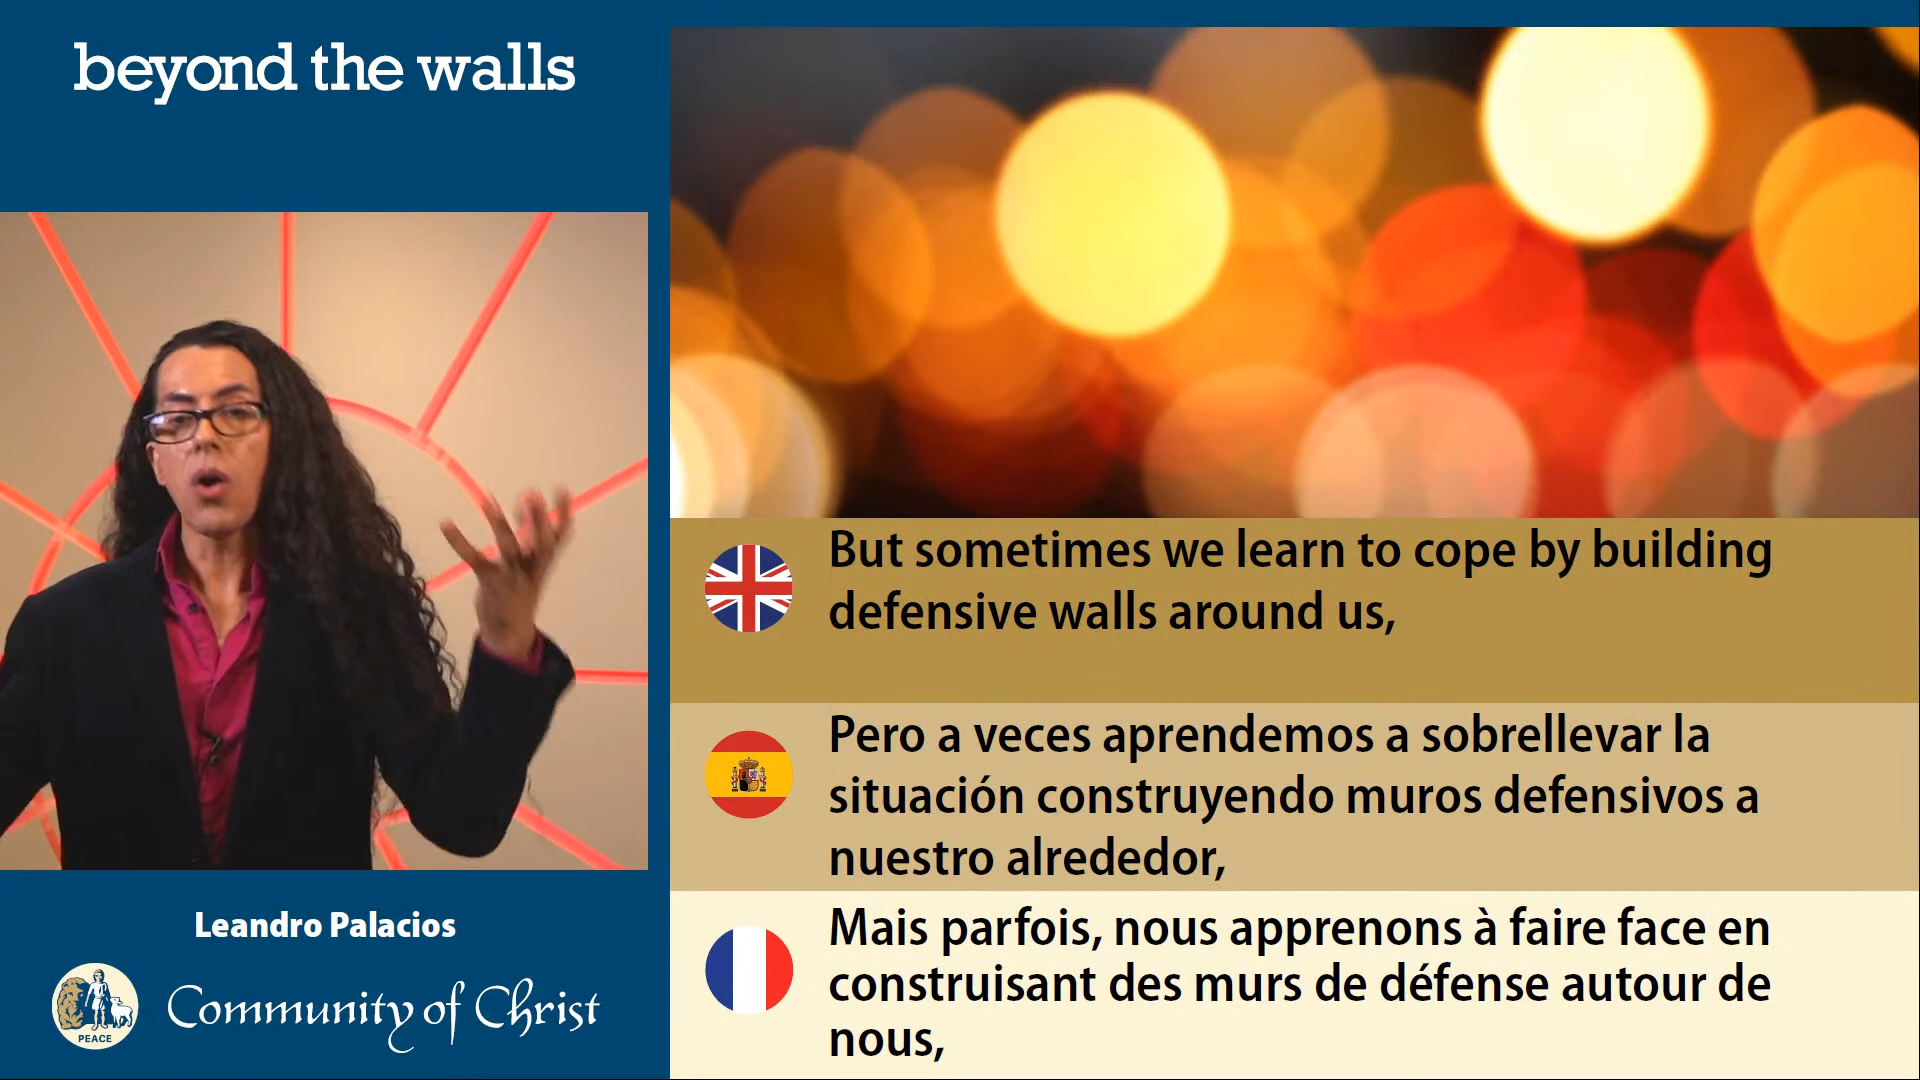 beyond the walls
But sometimes we learn to cope by building
defensive walls around us,
Pero a veces aprendemos a sobrellevar la
situación construyendo muros defensivos a
nuestro alrededor,
Mais parfois, nous apprenons à faire face en
construisant des murs de défense autour de
nous,
Leandro Palacios
Community of Christ
PEACE